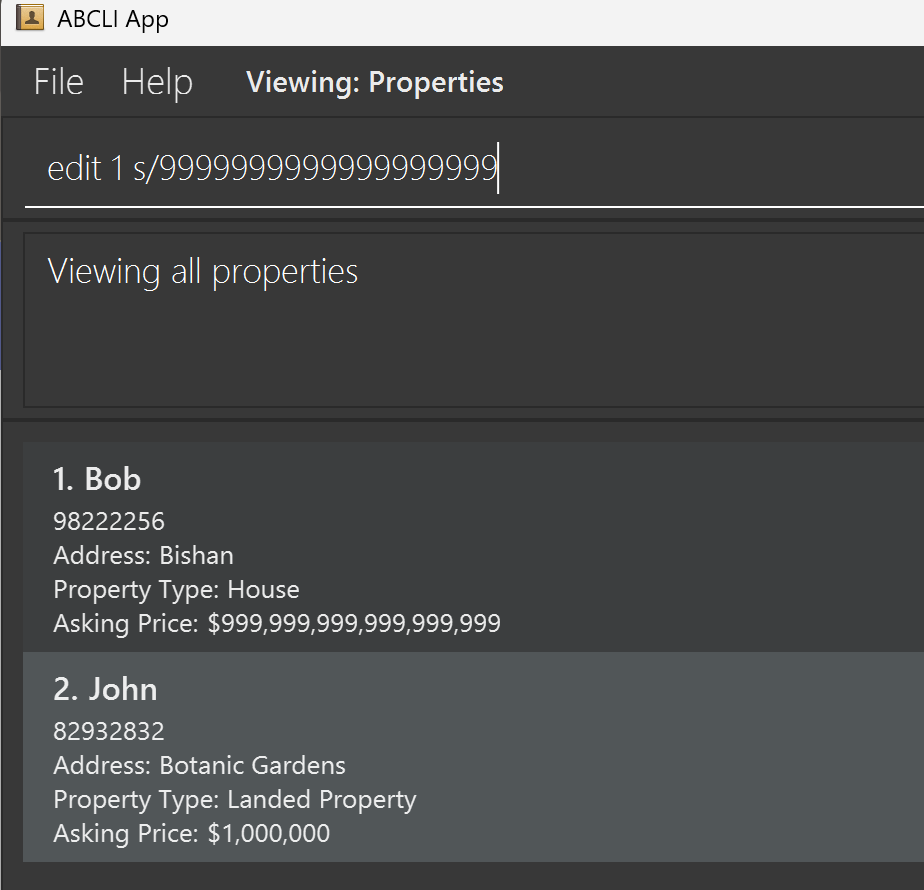 ABCLI App
File Help Viewing: Properties
edit 1 s/9999999999999999999
Viewing all properties
1. Bob
98222256
Address: Bishan
Property Type: House
Asking Price: $999,999,999,999,999,999
2. John
82932832
Address: Botanic Gardens
Property Type: Landed Property
Asking Price: $1,000,000